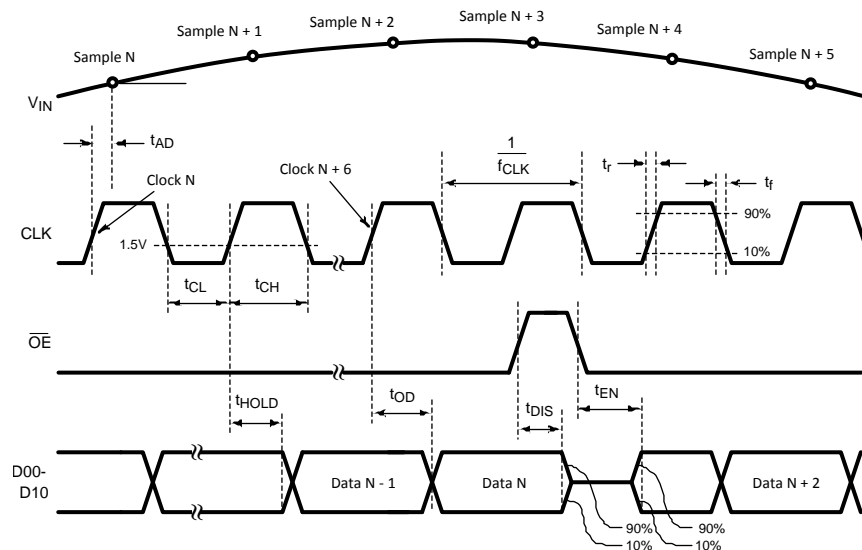 Sample N
Sample N + 1
Sample N + 2
Sample N + 3
Sample N + 4
Sample N + 5
VIN
tAD
Clock N
Clock N + 6
1
fCLK
tr
tf
90%
10%
CLK
1.5V
tCL
tCH
OE
tHOLD
tOD
tDIS
tEN
D00-
D10
Data N - 1
Data N
Data N + 2
90%
10%
90%
10%